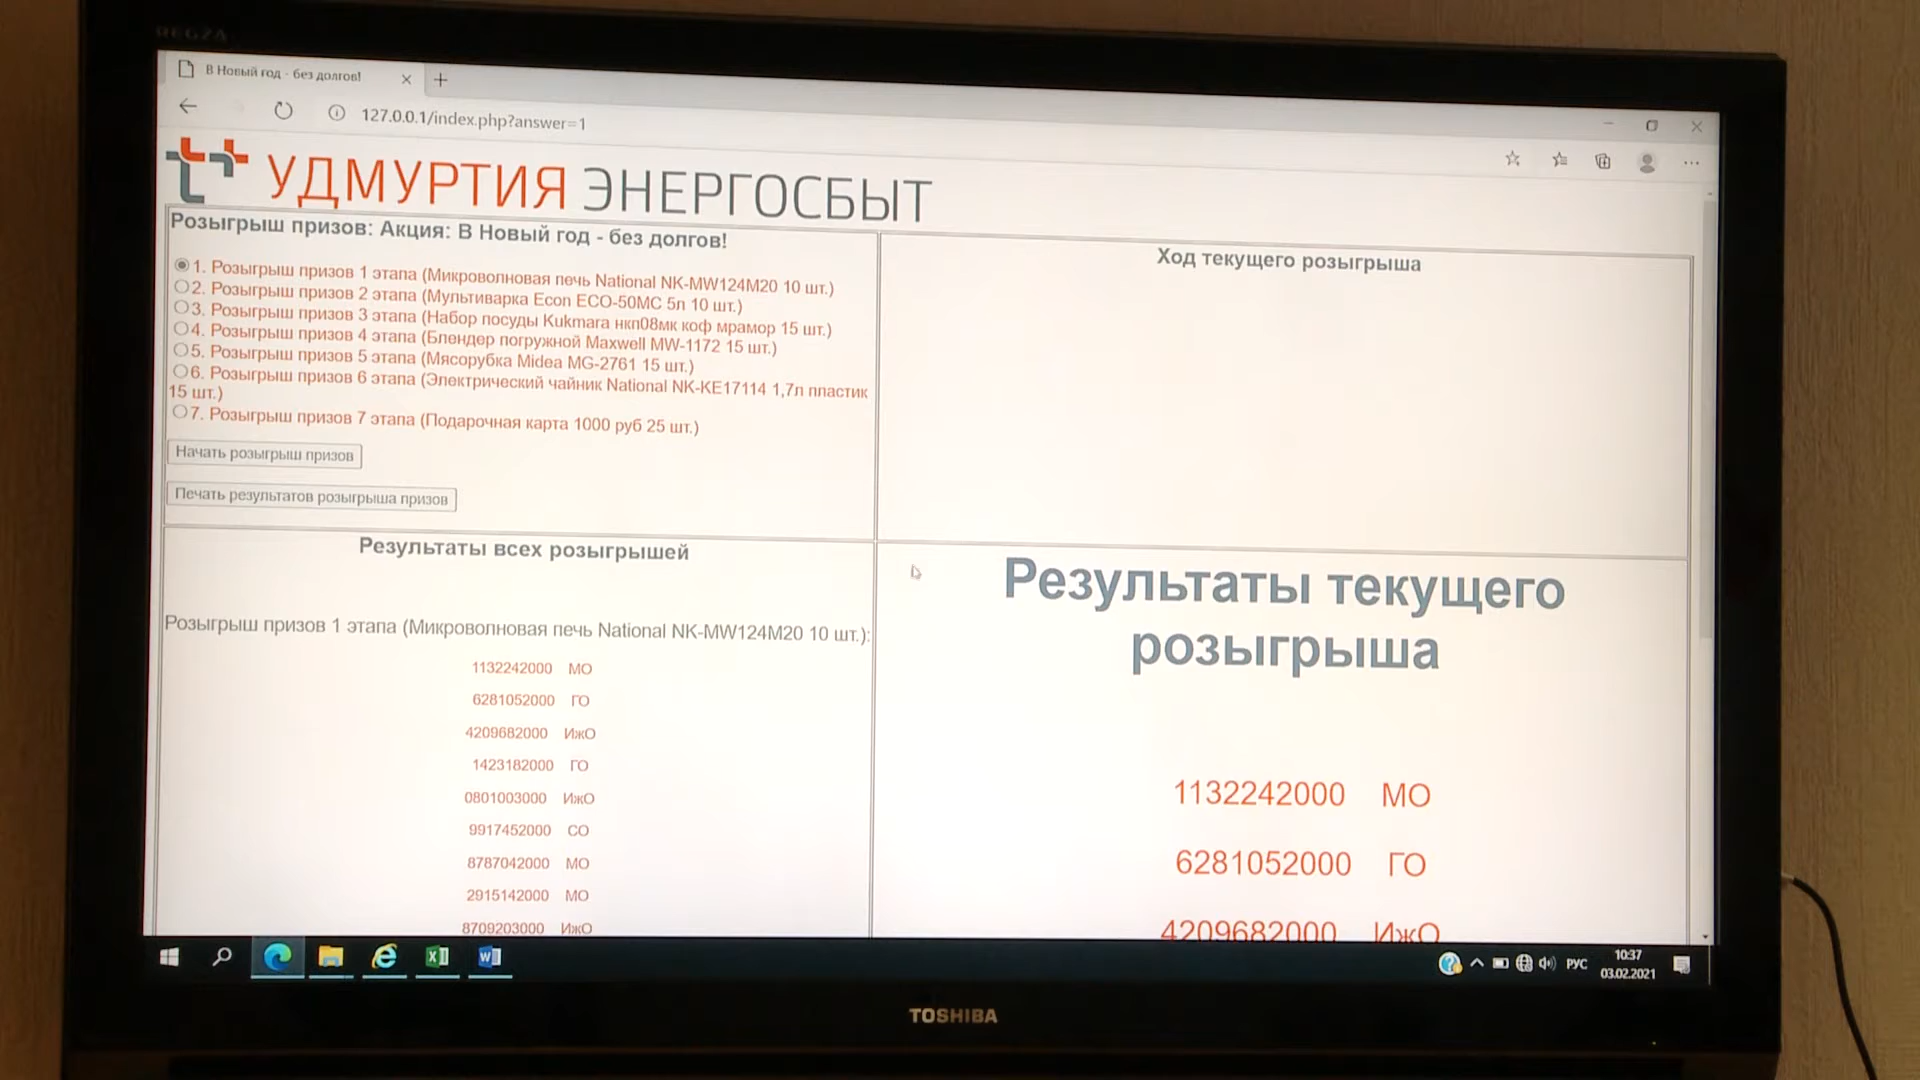 REGZA
В Новый год - без долгов!
127.0.0.1/index.php?answer=1
УДМУРТИЯ ЭНЕРГОСБЫТ
Розыгрыш призов: Акция: В Новый год - без долгов!
1. Розыгрыш призов 1 этапа (Микроволновая печь National NK-MW124M20 10 шт.)
2. Розыгрыш призов 2 этапа (Мультиварка Econ ECO-50MC 5л 10 шт.)
3. Розыгрыш призов 3 этапа (Набор посуды Kukmara нкп08мк коф мрамор 15 шт.)
4. Розыгрыш призов 4 этапа (Блендер погружной Maxwell MW-1172 15 шт.)
5. Розыгрыш призов 5 этапа (Мясорубка Midea MG-2761 15 шт.)
6. Розыгрыш призов 6 этапа (Электрический чайник National NK-KE17114 1,7л пластик
15 шт.)
7. Розыгрыш призов 7 этапа (Подарочная карта 1000 руб 25 шт.)
Начать розыгрыш призов
Печать результатов розыгрыша призов
Ход текущего розыгрыша
Результаты всех розыгрышей
Розыгрыш призов 1 этапа (Микроволновая печь National NK-MW124M20 10 шт.):
1132242000 МО
6281052000 ГО
4209682000 ИжО
1423182000 ГО
0801003000 ИжО
9917452000 СО
8787042000 МО
2915142000 МО
8709203000 ИжО
Результаты текущего
розыгрыша
1132242000 МО
6281052000 ГО
4209682000 ИжО
РУС
10:37
03.02.2021
TOSHIBA